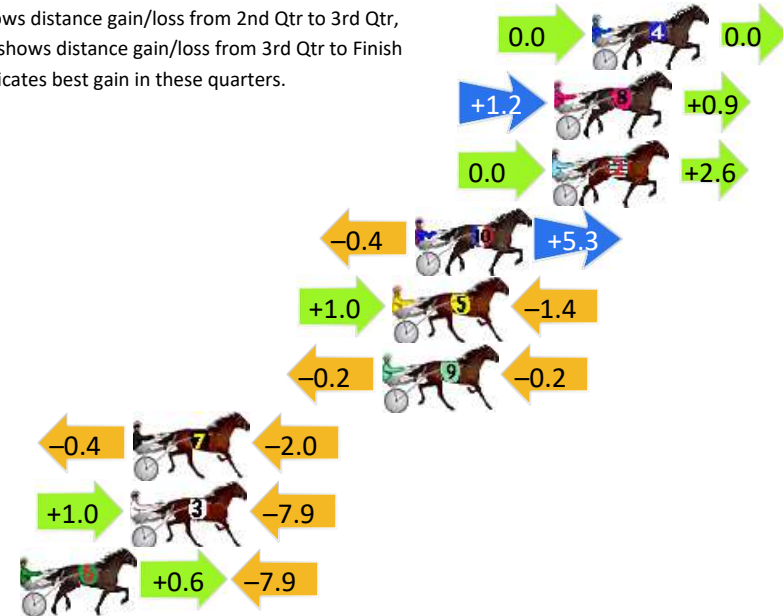 ws distance gain/loss from 2nd Qtr to 3rd Qtr,
shows distance gain/loss from 3rd Qtr to Finish
icates best gain in these quarters.
0.0 4 0.0
+1.2 8 +0.9
0.0 2 +2.6
–0.4 10 +5.3
+1.0 5 –1.4
–0.2 9 –0.2
–0.4 7 –2.0
+1.0 3 –7.9
6 +0.6 –7.9